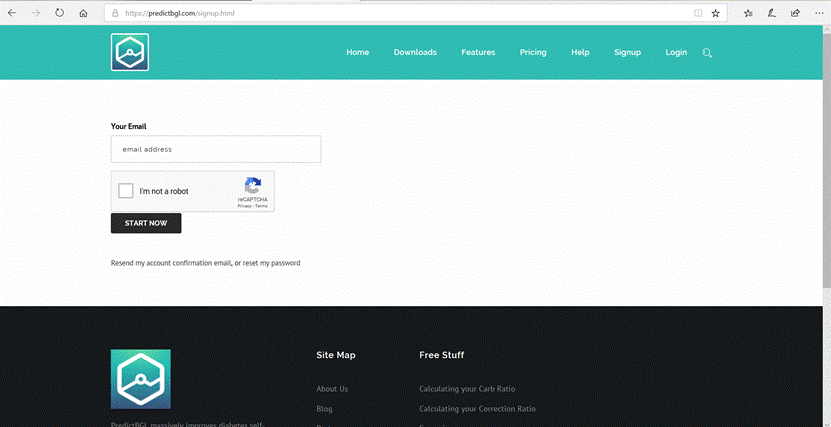 https://predictbgl.com/signup.html
Home Downloads Features Pricing Help Signup Login
Your Email
email address
I'm not a robot
reCAPTCHA
Privacy - Terms
START NOW
Resend my account confirmation email, or reset my password
Site Map Free Stuff
About Us Calculating your Carb Ratio
Blog Calculating your Correction Ratio
PredictBGL massively improves diabetes self-